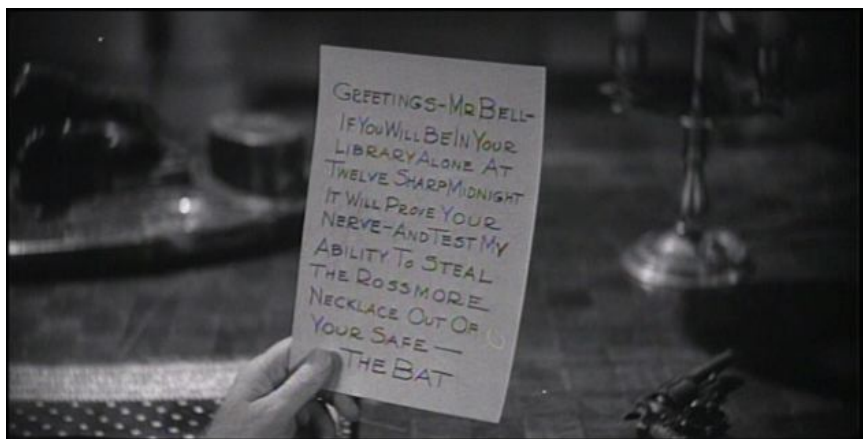 GREETINGS-MR BELL-
IF YOU WILL BE IN YOUR
LIBRARY ALONE AT
TWELVE SHARP MIDNIGHT
IT WILL PROVE YOUR
NERVE-AND TEST MY
ABILITY TO STEAL
THE ROSSMORE
NECKLACE OUT OF
YOUR SAFE —
-THE BAT